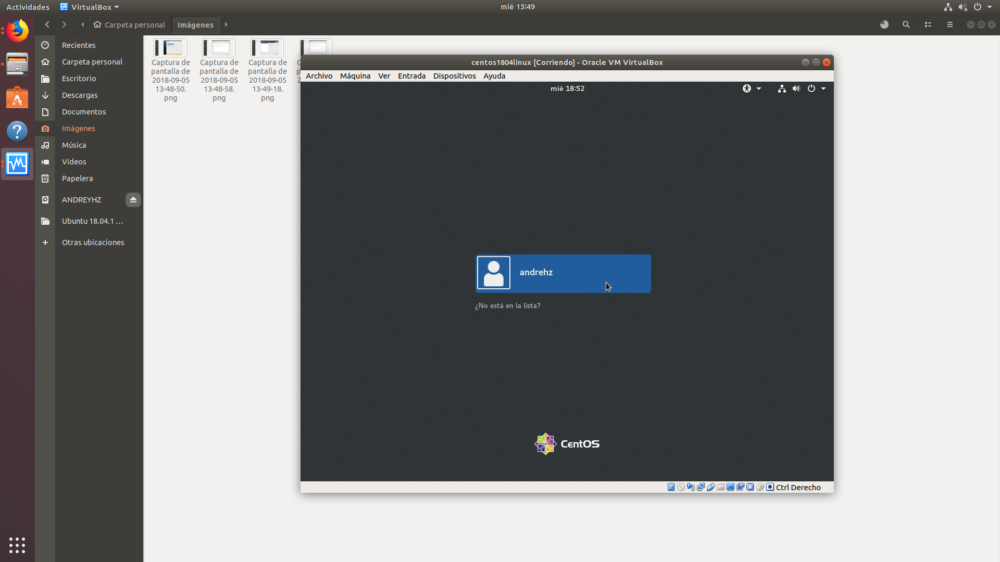 Actividades
VirtualBox
mié 13:49
Carpeta personal
Imágenes
Recientes
Carpeta personal
Escritorio
Descargas
Documentos
Imágenes
Música
Vídeos
Papelera
ANDREYHZ
Ubuntu 18.04.1 …
Otras ubicaciones
Captura de
pantalla de
2018-09-05
13-48-50.
png
Captura de
pantalla de
2018-09-05
13-48-58.
png
Captura de
pantalla de
2018-09-05
13-49-18.
png
centos1804linux [Corriendo] - Oracle VM VirtualBox
Archivo Máquina Ver Entrada Dispositivos Ayuda
mié 18:52
andrehz
¿No está en la lista?
CentOS
Ctrl Derecho